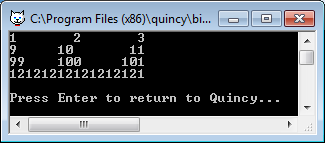 C:\Program Files (x86)\quincy\bi...
1       2       3
9      10      11
99     100     101
121212121212121212121

Press Enter to return to Quincy...